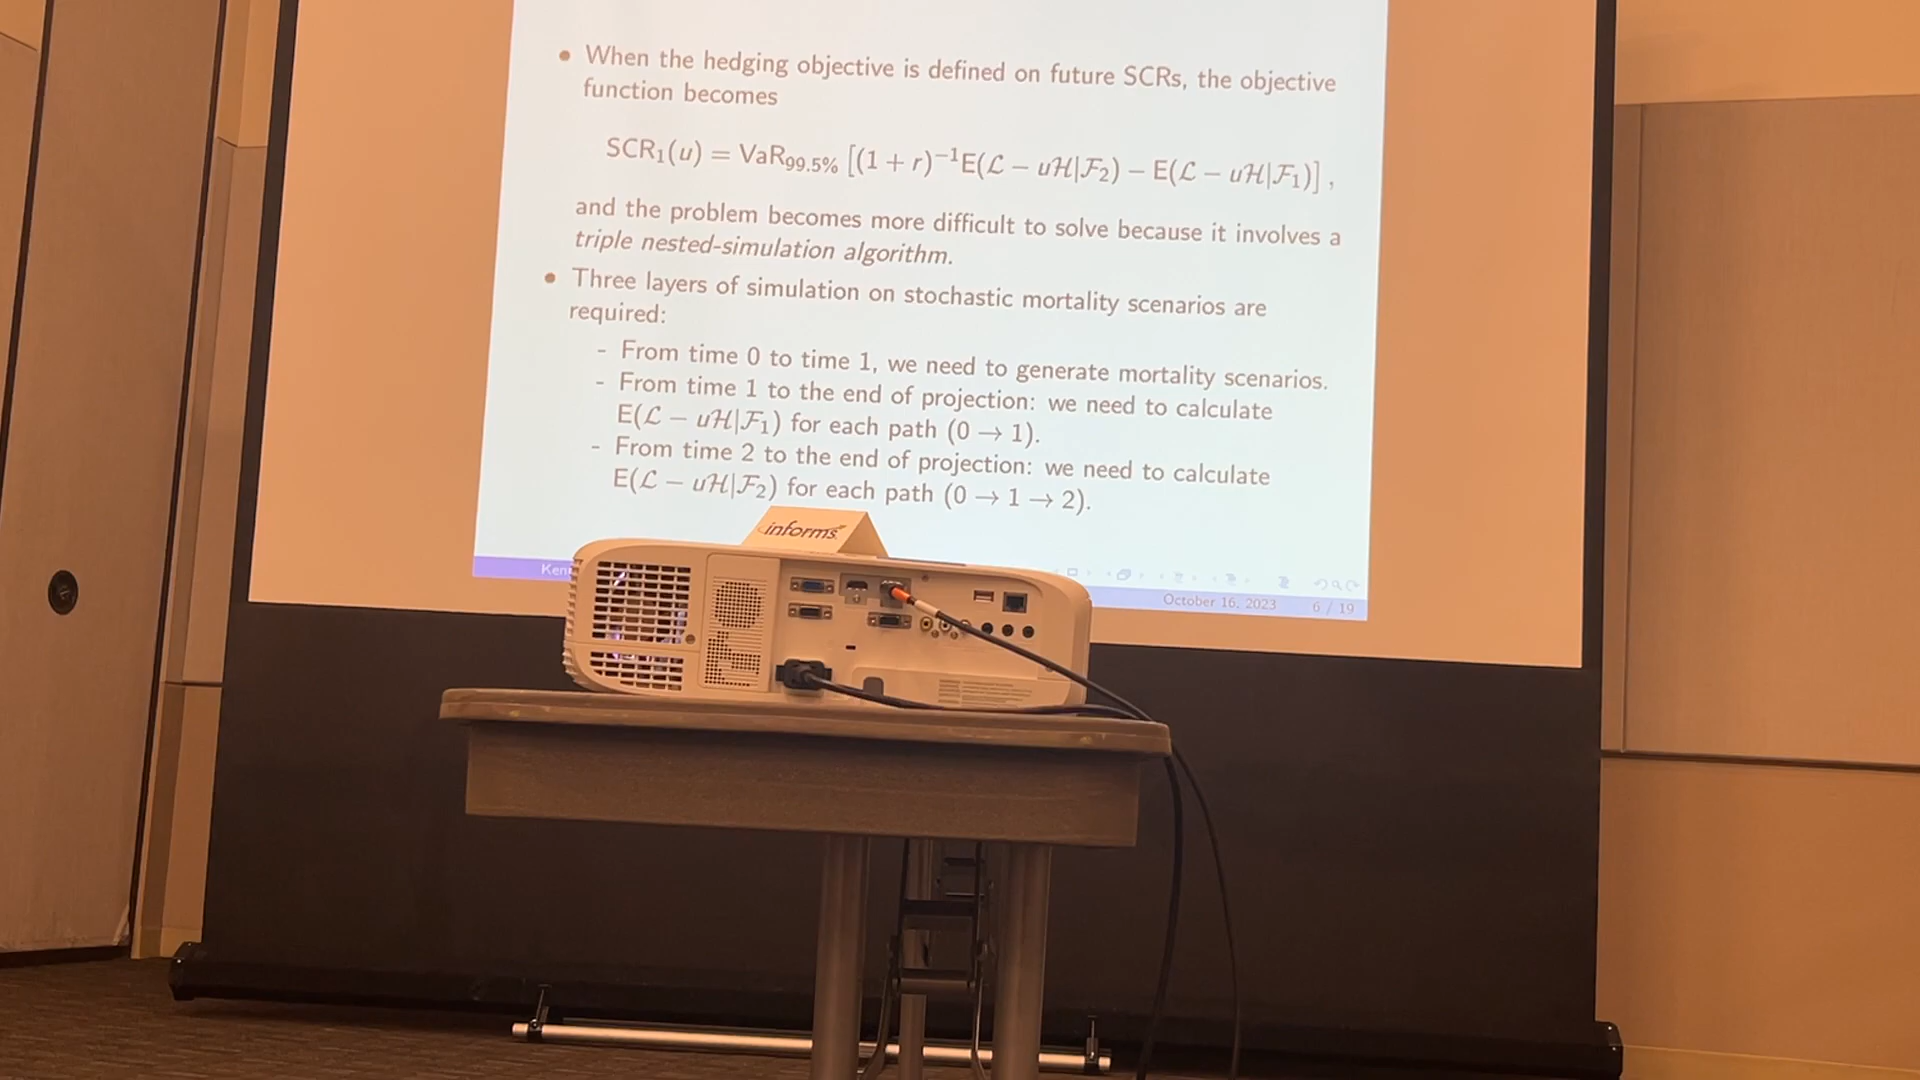 • When the hedging objective is defined on future SCRs, the objective
function becomes
SCR₁(u) = VaR₉₉.₅% [(1 + r)⁻¹E(ℒ − uℋ|ℱ₂) − E(ℒ − uℋ|ℱ₁)] ,
and the problem becomes more difficult to solve because it involves a
triple nested-simulation algorithm.
• Three layers of simulation on stochastic mortality scenarios are
required:
- From time 0 to time 1, we need to generate mortality scenarios.
- From time 1 to the end of projection: we need to calculate
E(ℒ − uℋ|ℱ₁) for each path (0 → 1).
- From time 2 to the end of projection: we need to calculate
E(ℒ − uℋ|ℱ₂) for each path (0 → 1 → 2).
informs
October 16, 2023 6 / 19